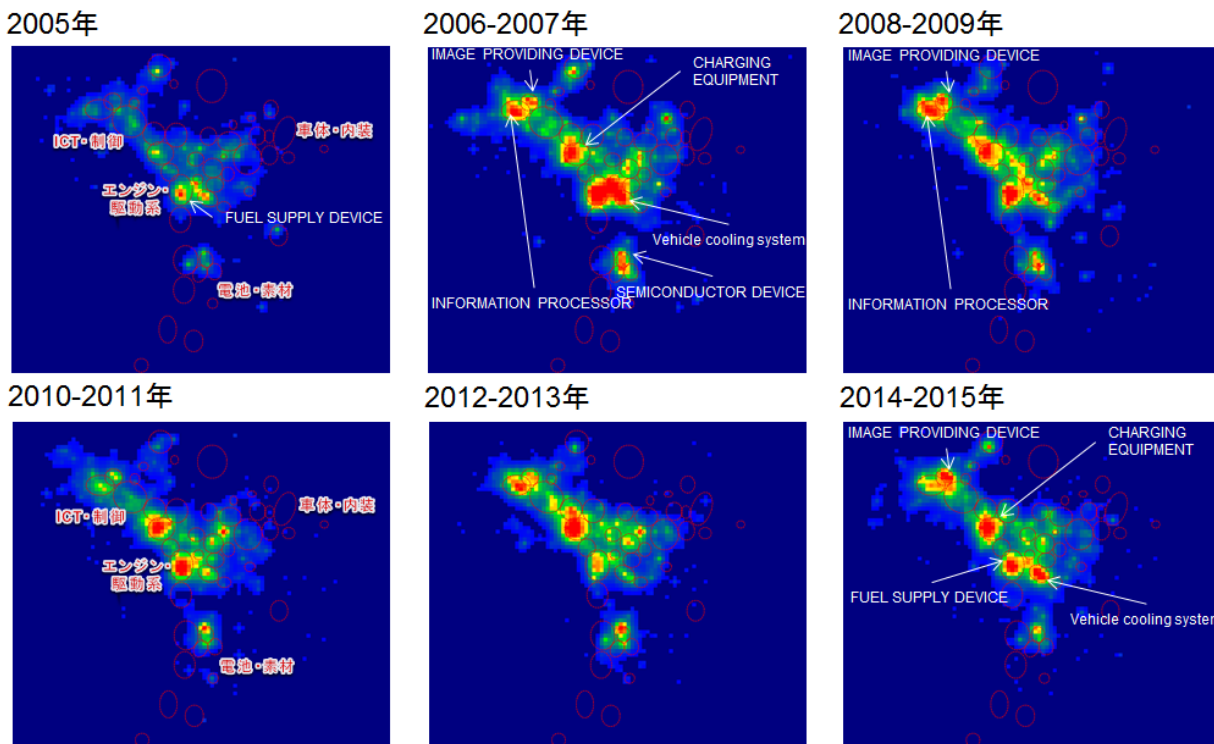 2005年
ICT・制御
車体・内装
エンジン・
駆動系
FUEL SUPPLY DEVICE
電池・素材
2006-2007年
IMAGE PROVIDING DEVICE
CHARGING
EQUIPMENT
Vehicle cooling system
SEMICONDUCTOR DEVICE
INFORMATION PROCESSOR
2008-2009年
IMAGE PROVIDING DEVICE
INFORMATION PROCESSOR
2010-2011年
ICT・制御
車体・内装
エンジン・
駆動系
電池・素材
2012-2013年
2014-2015年
IMAGE PROVIDING DEVICE
CHARGING
EQUIPMENT
FUEL SUPPLY DEVICE
Vehicle cooling system